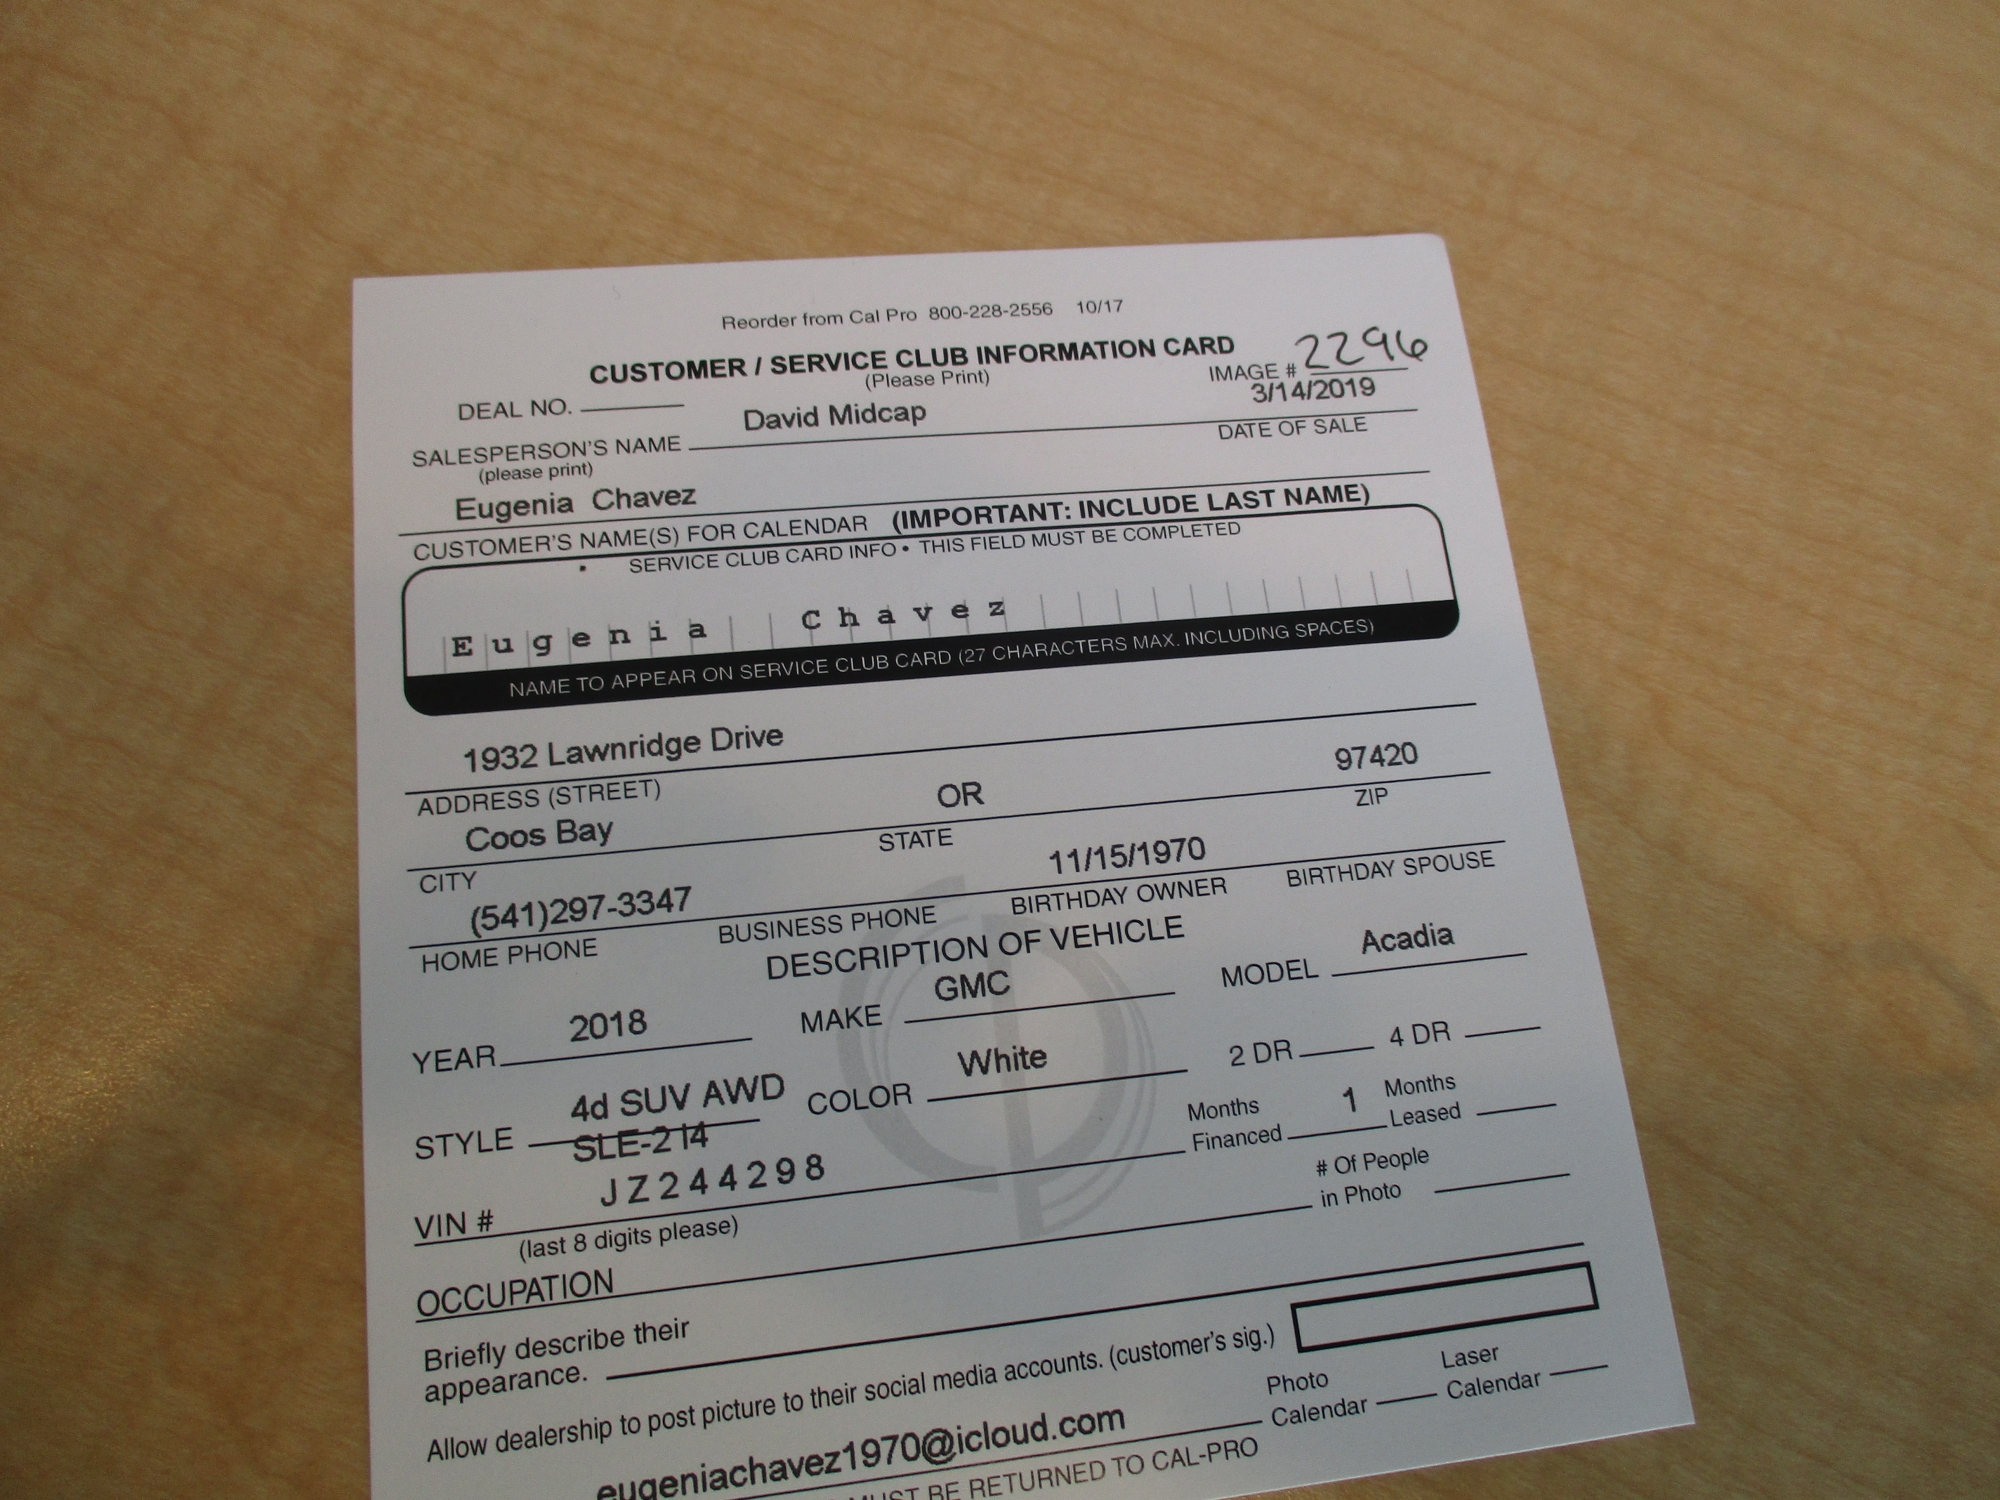 Reorder from Cal Pro 800-228-2556 10/17
CUSTOMER / SERVICE CLUB INFORMATION CARD
(Please Print)
IMAGE # 2296
DEAL NO.
David Midcap
3/14/2019
SALESPERSON'S NAME
DATE OF SALE
(please print)
Eugenia Chavez
CUSTOMER'S NAME(S) FOR CALENDAR (IMPORTANT: INCLUDE LAST NAME)
SERVICE CLUB CARD INFO • THIS FIELD MUST BE COMPLETED
Eugenia Chavez
NAME TO APPEAR ON SERVICE CLUB CARD (27 CHARACTERS MAX. INCLUDING SPACES)
1932 Lawnridge Drive
ADDRESS (STREET)
Coos Bay OR 97420
CITY STATE ZIP
(541)297-3347 11/15/1970
HOME PHONE BUSINESS PHONE BIRTHDAY OWNER BIRTHDAY SPOUSE
DESCRIPTION OF VEHICLE
YEAR 2018 MAKE GMC MODEL Acadia
STYLE 4d SUV AWD COLOR White 2 DR 4 DR
SLE-2 I4
Months Financed 1 Months Leased
VIN # JZ244298
(last 8 digits please)
# Of People
in Photo
OCCUPATION
Briefly describe their
appearance.
Allow dealership to post picture to their social media accounts. (customer's sig.)
Photo Calendar Laser Calendar
eugeniachavez1970@icloud.com
MUST BE RETURNED TO CAL-PRO